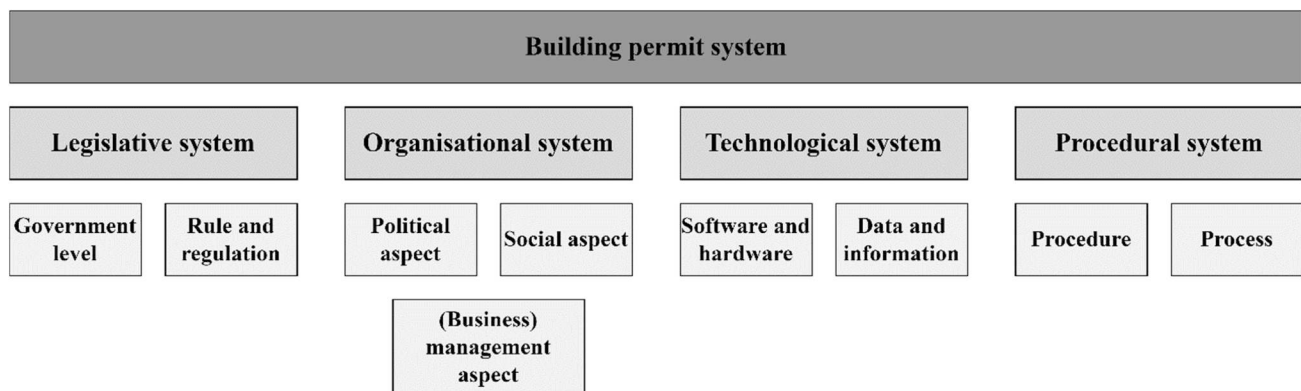 Building permit system
Legislative system
Organisational system
Technological system
Procedural system
Government
level
Rule and
regulation
Political
aspect
Social aspect
Software and
hardware
Data and
information
Procedure
Process
(Business)
management
aspect